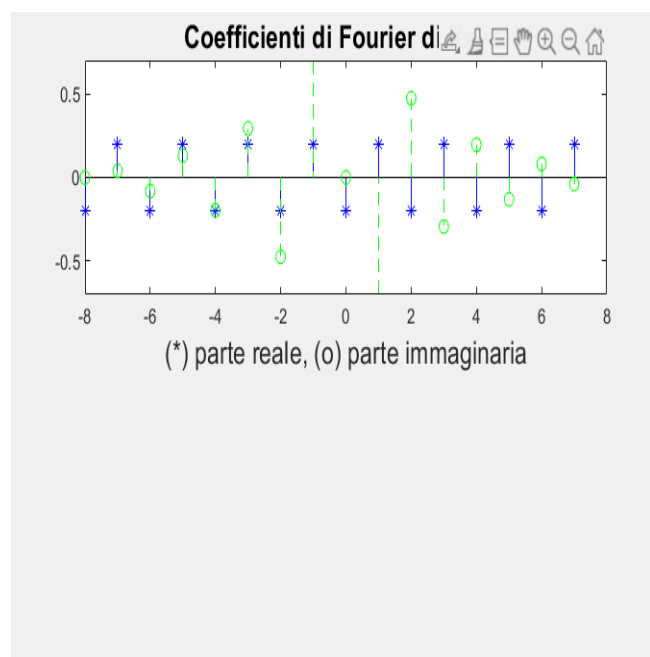 Coefficienti di Fourier di
0.5
0
-0.5
-8 -6 -4 -2 0 2 4 6 8
(*) parte reale, (o) parte immaginaria